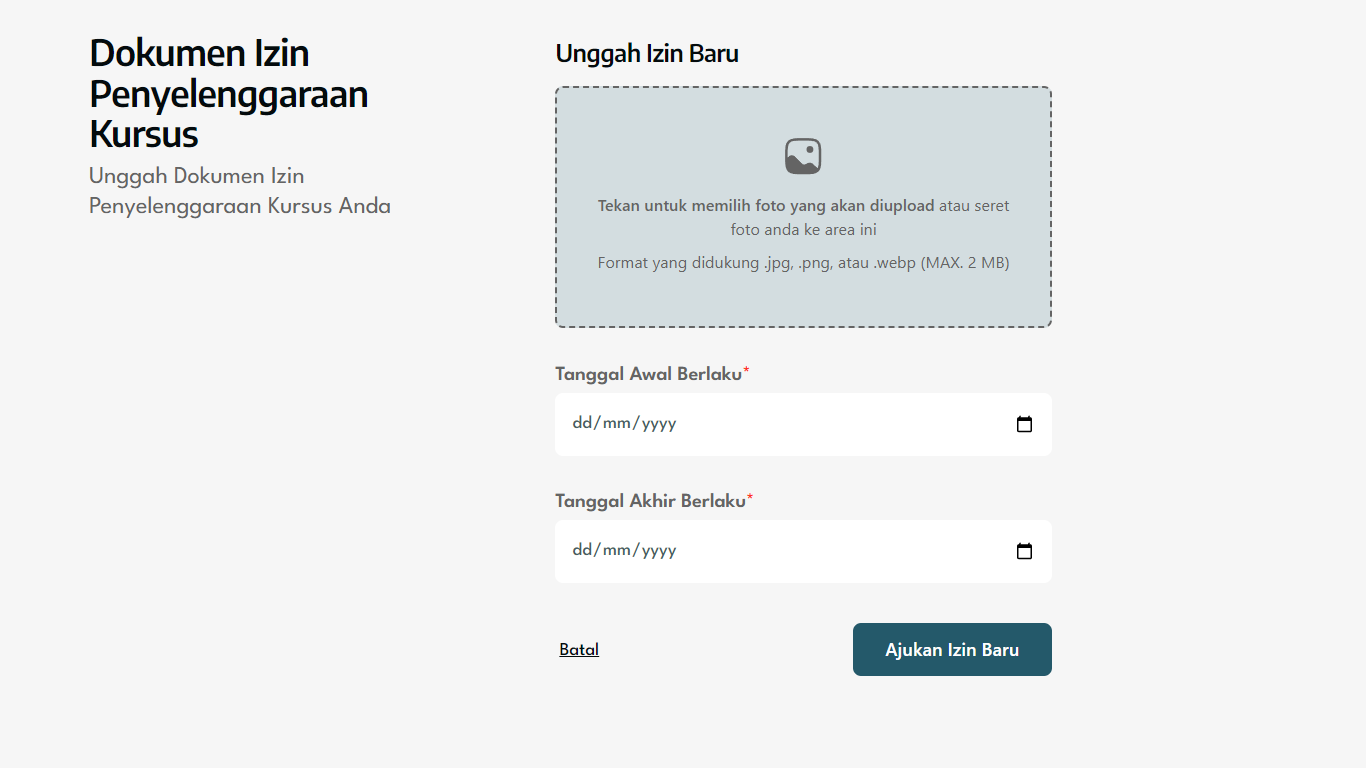 Dokumen Izin
Penyelenggaraan
Kursus
Unggah Dokumen Izin
Penyelenggaraan Kursus Anda
Unggah Izin Baru
Tekan untuk memilih foto yang akan diupload atau seret
foto anda ke area ini
Format yang didukung .jpg, .png, atau .webp (MAX. 2 MB)
Tanggal Awal Berlaku*
dd/mm/yyyy
Tanggal Akhir Berlaku*
dd/mm/yyyy
Batal
Ajukan Izin Baru